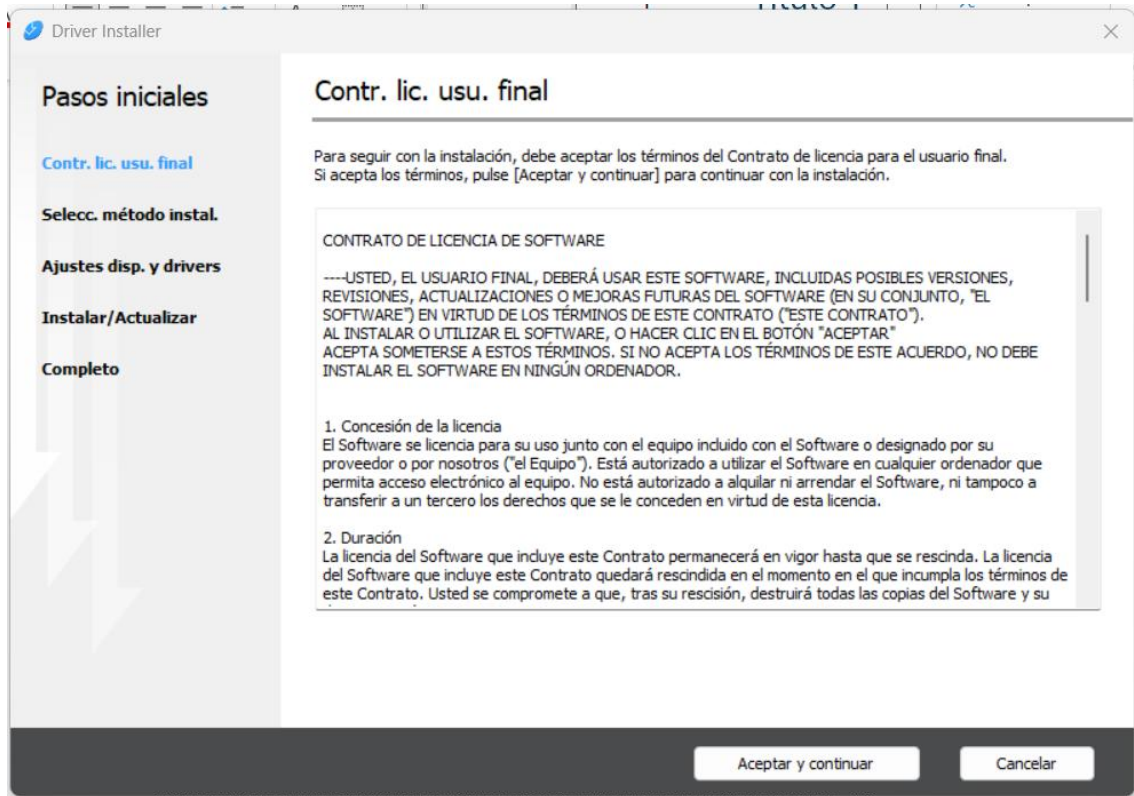 Driver Installer
Pasos iniciales
Contr. lic. usu. final
Selecc. método instal.
Ajustes disp. y drivers
Instalar/Actualizar
Completo
Contr. lic. usu. final
Para seguir con la instalación, debe aceptar los términos del Contrato de licencia para el usuario final.
Si acepta los términos, pulse [Aceptar y continuar] para continuar con la instalación.
CONTRATO DE LICENCIA DE SOFTWARE
----USTED, EL USUARIO FINAL, DEBERÁ USAR ESTE SOFTWARE, INCLUIDAS POSIBLES VERSIONES,
REVISIONES, ACTUALIZACIONES O MEJORAS FUTURAS DEL SOFTWARE (EN SU CONJUNTO, "EL
SOFTWARE") EN VIRTUD DE LOS TÉRMINOS DE ESTE CONTRATO ("ESTE CONTRATO").
AL INSTALAR O UTILIZAR EL SOFTWARE, O HACER CLIC EN EL BOTÓN "ACEPTAR"
ACEPTA SOMETERSE A ESTOS TÉRMINOS. SI NO ACEPTA LOS TÉRMINOS DE ESTE ACUERDO, NO DEBE
INSTALAR EL SOFTWARE EN NINGÚN ORDENADOR.
1. Concesión de la licencia
El Software se licencia para su uso junto con el equipo incluido con el Software o designado por su
proveedor o por nosotros ("el Equipo"). Está autorizado a utilizar el Software en cualquier ordenador que
permita acceso electrónico al equipo. No está autorizado a alquilar ni arrendar el Software, ni tampoco a
transferir a un tercero los derechos que se le conceden en virtud de esta licencia.
2. Duración
La licencia del Software que incluye este Contrato permanecerá en vigor hasta que se rescinda. La licencia
del Software que incluye este Contrato quedará rescindida en el momento en el que incumpla los términos de
este Contrato. Usted se compromete a que, tras su rescisión, destruirá todas las copias del Software y su
Aceptar y continuar
Cancelar